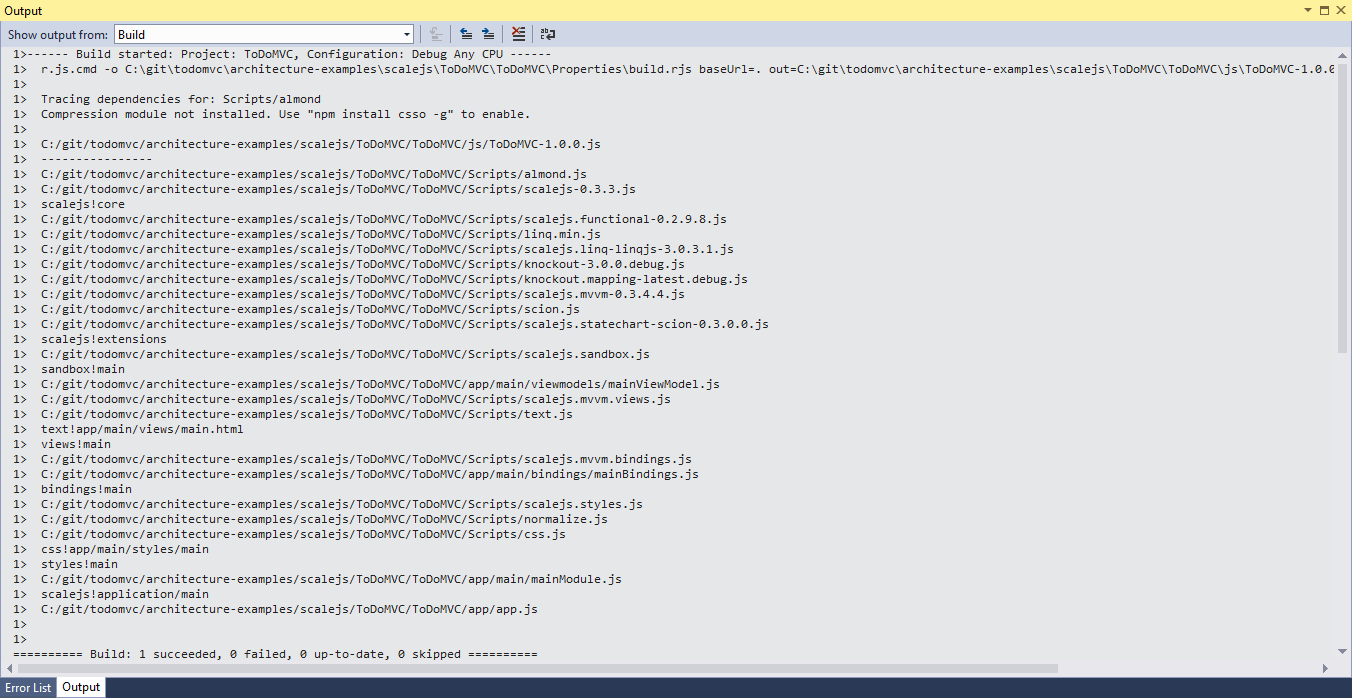 Output
Show output from: Build
1>------ Build started: Project: ToDoMVC, Configuration: Debug Any CPU ------
1>  r.js.cmd -o C:\git\todomvc\architecture-examples\scalejs\ToDoMVC\ToDoMVC\Properties\build.rjs baseUrl=. out=C:\git\todomvc\architecture-examples\scalejs\ToDoMVC\ToDoMVC\js\ToDoMVC-1.0.0
1>
1>  Tracing dependencies for: Scripts/almond
1>  Compression module not installed. Use "npm install csso -g" to enable.
1>
1>  C:/git/todomvc/architecture-examples/scalejs/ToDoMVC/ToDoMVC/js/ToDoMVC-1.0.0.js
1>  ----------------
1>  C:/git/todomvc/architecture-examples/scalejs/ToDoMVC/ToDoMVC/Scripts/almond.js
1>  C:/git/todomvc/architecture-examples/scalejs/ToDoMVC/ToDoMVC/Scripts/scalejs-0.3.3.js
1>  scalejs!core
1>  C:/git/todomvc/architecture-examples/scalejs/ToDoMVC/ToDoMVC/Scripts/scalejs.functional-0.2.9.8.js
1>  C:/git/todomvc/architecture-examples/scalejs/ToDoMVC/ToDoMVC/Scripts/linq.min.js
1>  C:/git/todomvc/architecture-examples/scalejs/ToDoMVC/ToDoMVC/Scripts/scalejs.linq-linqjs-3.0.3.1.js
1>  C:/git/todomvc/architecture-examples/scalejs/ToDoMVC/ToDoMVC/Scripts/knockout-3.0.0.debug.js
1>  C:/git/todomvc/architecture-examples/scalejs/ToDoMVC/ToDoMVC/Scripts/knockout.mapping-latest.debug.js
1>  C:/git/todomvc/architecture-examples/scalejs/ToDoMVC/ToDoMVC/Scripts/scalejs.mvvm-0.3.4.4.js
1>  C:/git/todomvc/architecture-examples/scalejs/ToDoMVC/ToDoMVC/Scripts/scion.js
1>  C:/git/todomvc/architecture-examples/scalejs/ToDoMVC/ToDoMVC/Scripts/scalejs.statechart-scion-0.3.0.0.js
1>  scalejs!extensions
1>  C:/git/todomvc/architecture-examples/scalejs/ToDoMVC/ToDoMVC/Scripts/scalejs.sandbox.js
1>  sandbox!main
1>  C:/git/todomvc/architecture-examples/scalejs/ToDoMVC/ToDoMVC/app/main/viewmodels/mainViewModel.js
1>  C:/git/todomvc/architecture-examples/scalejs/ToDoMVC/ToDoMVC/Scripts/scalejs.mvvm.views.js
1>  C:/git/todomvc/architecture-examples/scalejs/ToDoMVC/ToDoMVC/Scripts/text.js
1>  text!app/main/views/main.html
1>  views!main
1>  C:/git/todomvc/architecture-examples/scalejs/ToDoMVC/ToDoMVC/Scripts/scalejs.mvvm.bindings.js
1>  C:/git/todomvc/architecture-examples/scalejs/ToDoMVC/ToDoMVC/app/main/bindings/mainBindings.js
1>  bindings!main
1>  C:/git/todomvc/architecture-examples/scalejs/ToDoMVC/ToDoMVC/Scripts/scalejs.styles.js
1>  C:/git/todomvc/architecture-examples/scalejs/ToDoMVC/ToDoMVC/Scripts/normalize.js
1>  C:/git/todomvc/architecture-examples/scalejs/ToDoMVC/ToDoMVC/Scripts/css.js
1>  css!app/main/styles/main
1>  styles!main
1>  C:/git/todomvc/architecture-examples/scalejs/ToDoMVC/ToDoMVC/app/main/mainModule.js
1>  scalejs!application/main
1>  C:/git/todomvc/architecture-examples/scalejs/ToDoMVC/ToDoMVC/app/app.js
1>
1>
========== Build: 1 succeeded, 0 failed, 0 up-to-date, 0 skipped ==========
Error List Output